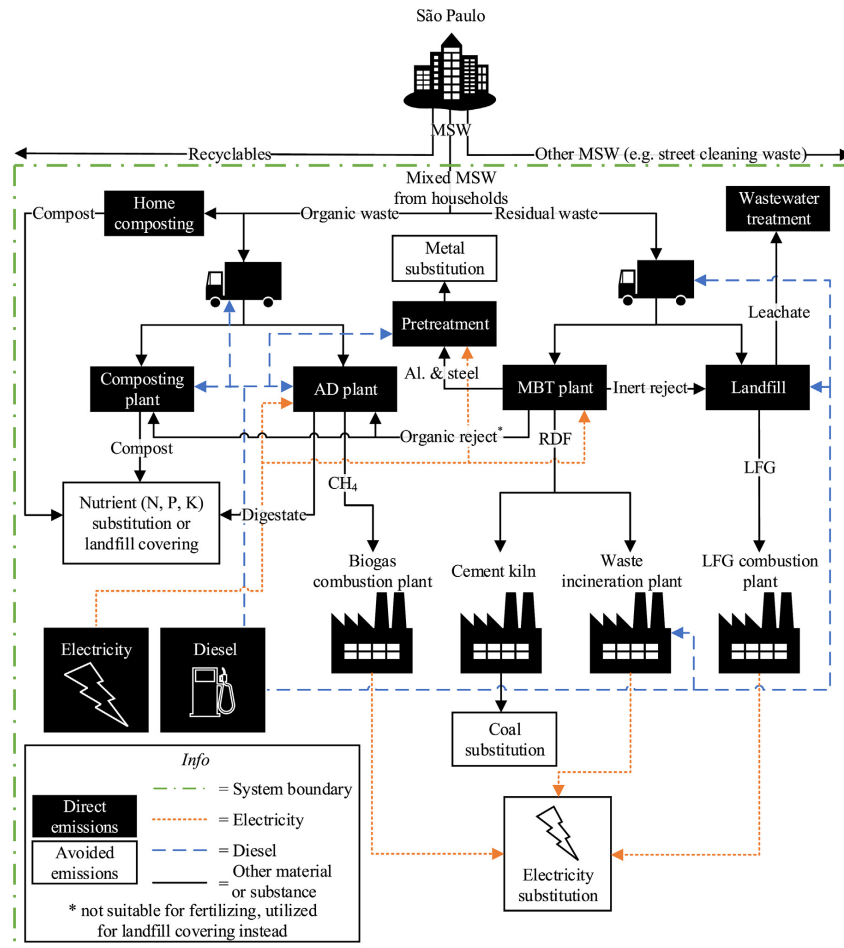 São Paulo
MSW
Recyclables
Other MSW (e.g. street cleaning waste)
Mixed MSW
from households
Compost
Home
composting
Organic waste
Residual waste
Wastewater
treatment
Metal
substitution
Leachate
Pretreatment
Composting
plant
AD plant
Al. & steel
MBT plant
Inert reject
Landfill
Compost
Organic reject*
RDF
CH₄
LFG
Nutrient (N, P, K)
substitution or
landfill covering
Digestate
Biogas
combustion plant
Cement kiln
Waste
incineration plant
LFG combustion
plant
Electricity
Diesel
Coal
substitution
Info
Direct
emissions
Avoided
emissions
= System boundary
= Electricity
= Diesel
= Other material
or substance
* not suitable for fertilizing, utilized
for landfill covering instead
Electricity
substitution